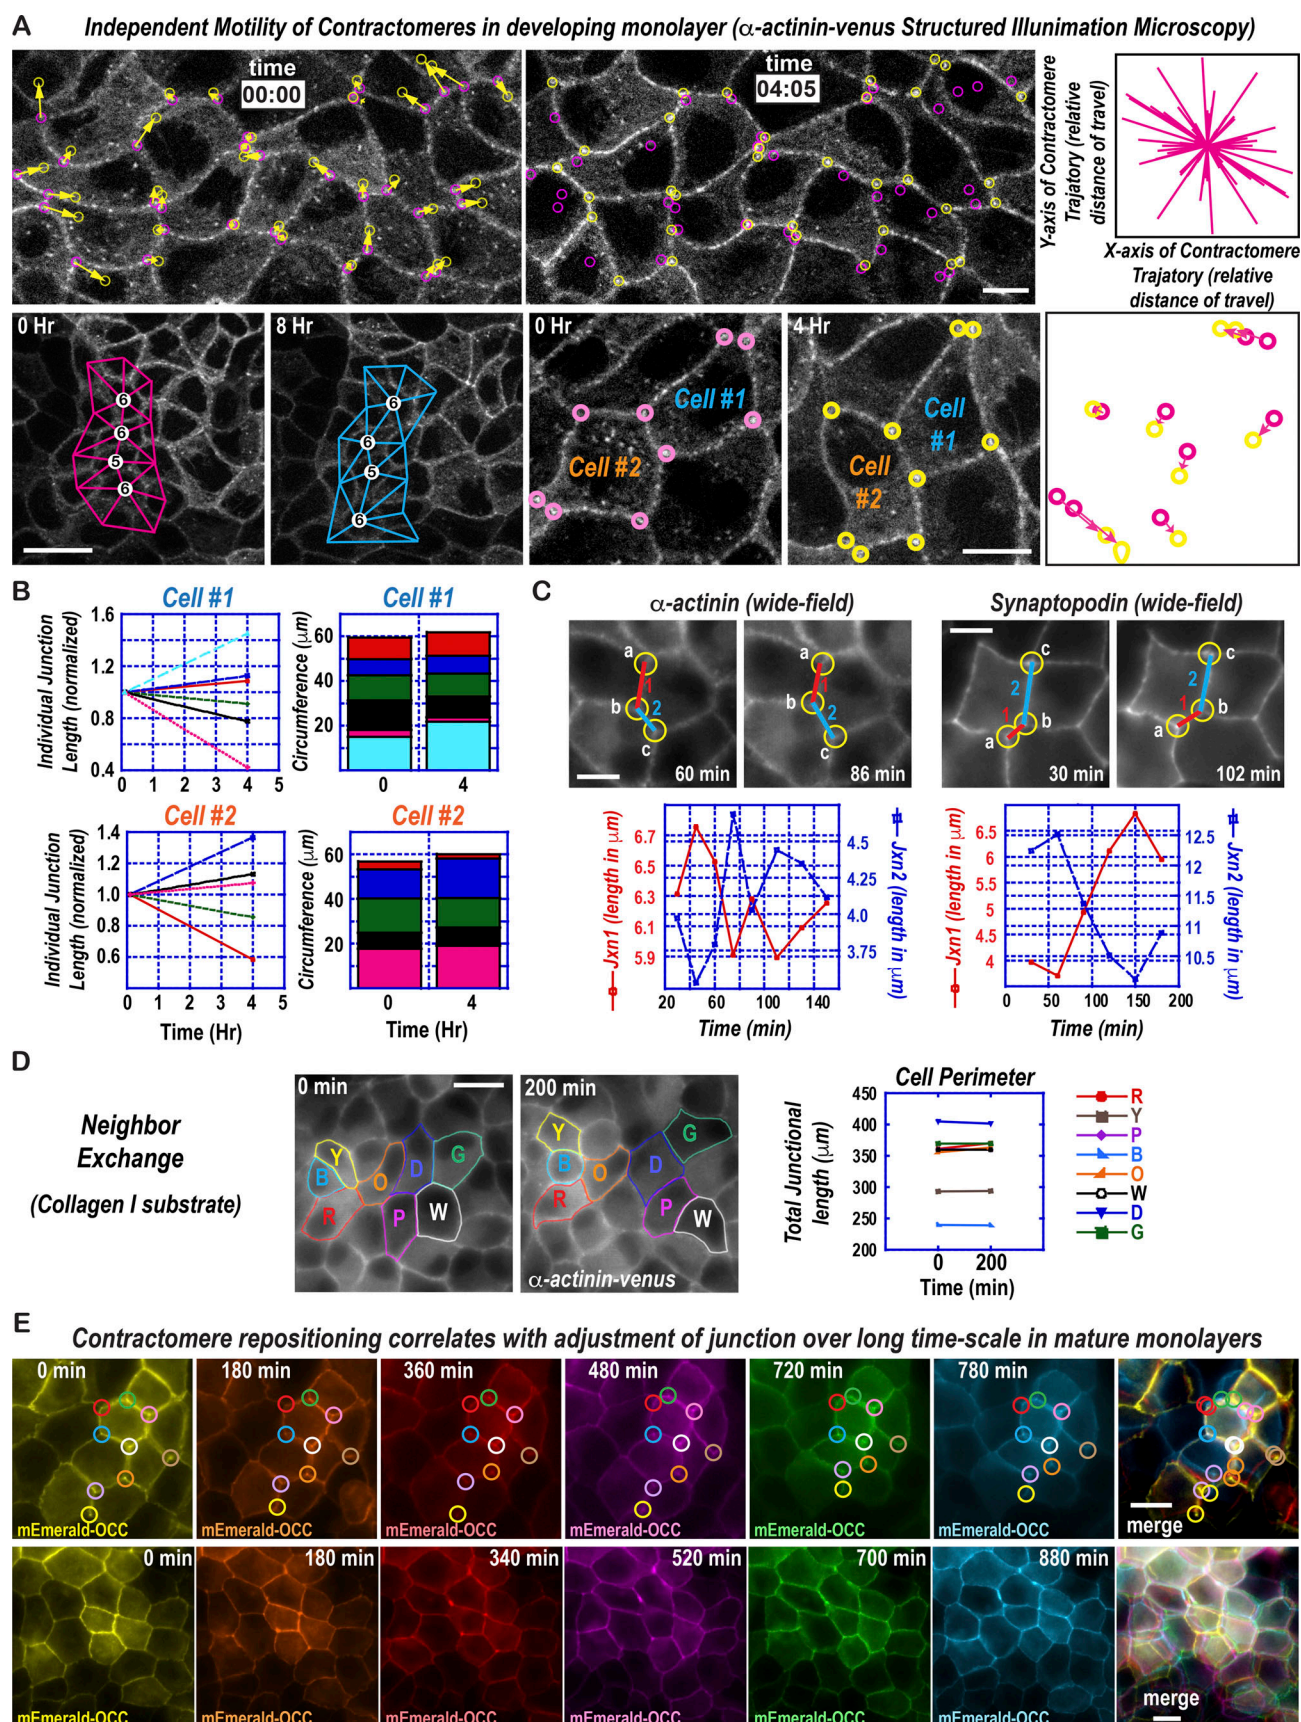 A
Independent Motility of Contractomeres in developing monolayer (α-actinin-venus Structured Illunimation Microscopy)
time
00:00
time
04:05
Y-axis of Contractomere
Trajatory (relative
distance of travel)
X-axis of Contractomere
Trajatory (relative
distance of travel)
0 Hr
6
6
5
6
8 Hr
6
6
5
6
0 Hr
Cell #1
Cell #2
4 Hr
Cell
#1
Cell
#2
B
Cell #1
Individual Junction
Length (normalized)
1.6
1.2
0.8
0.4
0 1 2 3 4 5
Cell #1
Circumference (μm)
60
40
20
0 4
Cell #2
Individual Junction
Length (normalized)
1.4
1.2
1.0
0.8
0.6
0 1 2 3 4 5
Time (Hr)
Cell #2
Circumference (μm)
60
40
20
0 4
Time (Hr)
C
α-actinin (wide-field)
a
1
b
2
c
60 min
a
1
b
2
c
86 min
Synaptopodin (wide-field)
c
2
1
b
a
30 min
c
2
1
b
a
102 min
Jxn1 (length in μm)
6.7
6.5
6.3
6.1
5.9
4.5
4.25
4.0
3.75
Jxn2 (length in μm)
20 60 100 140
Time (min)
Jxn1 (length in μm)
6.5
6
5.5
5
4.5
4
12.5
12
11.5
11
10.5
Jxn2 (length in μm)
0 50 100 150 200
Time (min)
D
Neighbor
Exchange
(Collagen I substrate)
0 min
Y
B
O
D
G
R
P
W
200 min
Y
B
O
D
G
R
P
W
α-actinin-venus
Cell Perimeter
Total Junctional
length (μm)
450
400
350
300
250
200
0 200
Time (min)
R
Y
P
B
O
W
D
G
E
Contractomere repositioning correlates with adjustment of junction over long time-scale in mature monolayers
0 min
mEmerald-OCC
180 min
mEmerald-OCC
360 min
mEmerald-OCC
480 min
mEmerald-OCC
720 min
mEmerald-OCC
780 min
mEmerald-OCC
merge
0 min
mEmerald-OCC
180 min
mEmerald-OCC
340 min
mEmerald-OCC
520 min
mEmerald-OCC
700 min
mEmerald-OCC
880 min
mEmerald-OCC
merge